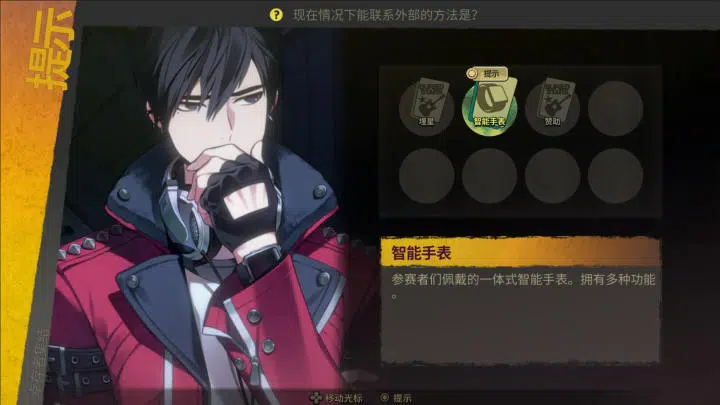 现在情况下能联系外部的方法是？
提示
提示
埋星
智能手表
赞助
智能手表
参赛者们佩戴的一体式智能手表。拥有多种功能
。
移动光标
提示